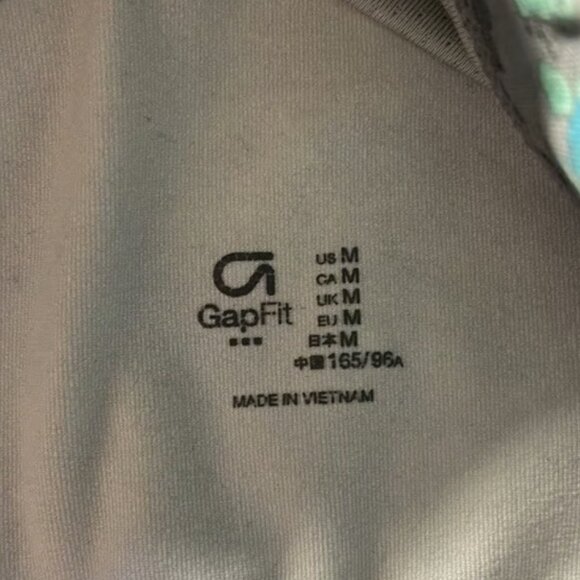 GapFit
US M
CA M
UK M
EU M
日本 M
中国 165/96A
MADE IN VIETNAM